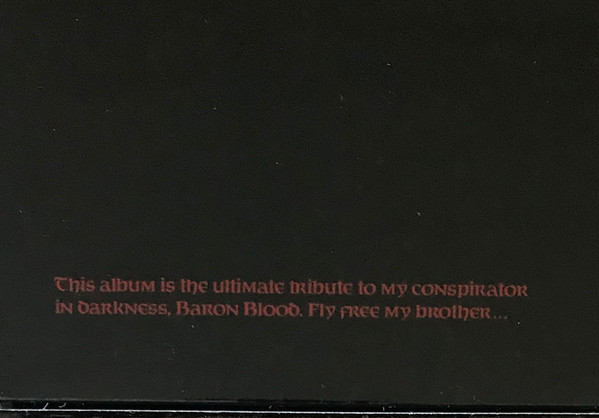 This album is the ultimate tribute to my conspirator
in darkness, Baron Blood. Fly free my brother...